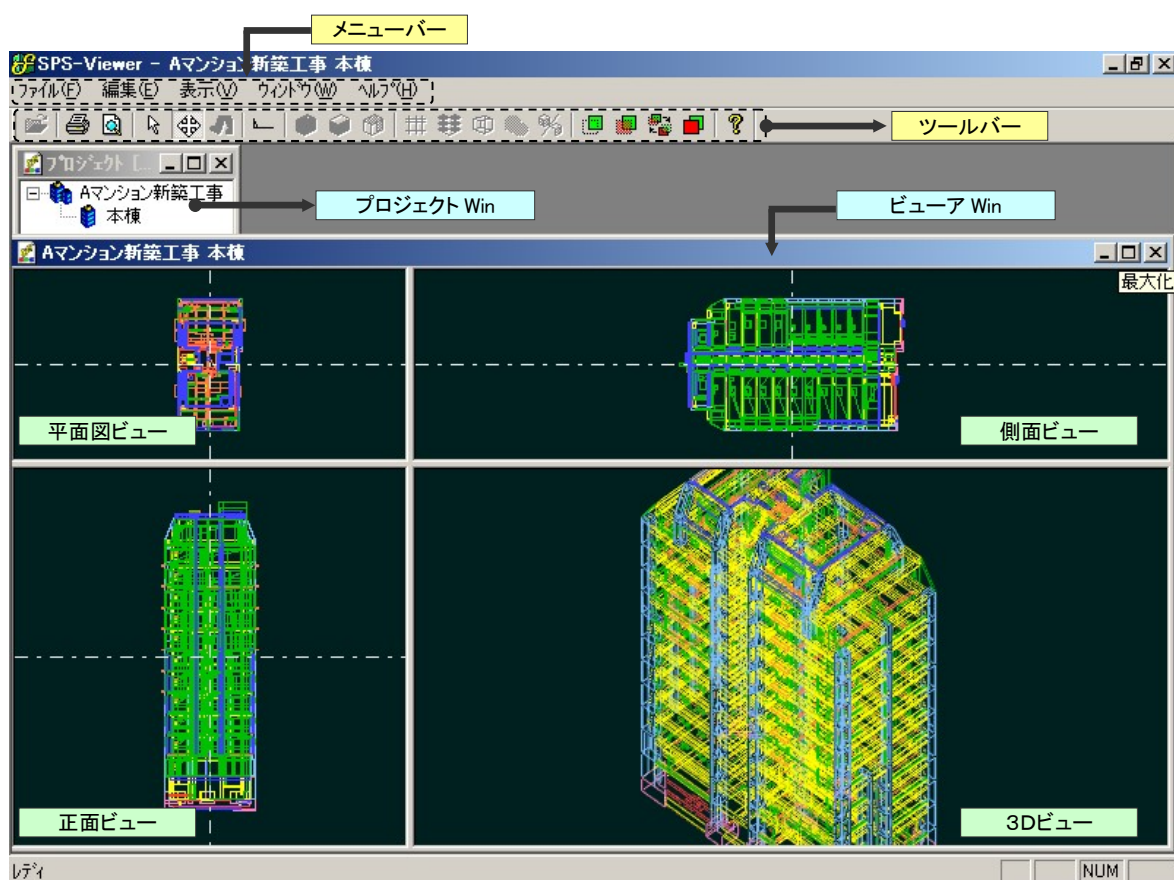 メニューバー
SPS-Viewer - Aマンション新築工事 本棟
ファイル(F) 編集(E) 表示(V) ウィンドウ(W) ヘルプ(H)
ツールバー
プロジェクト [...
Aマンション新築工事
本棟
プロジェクト Win
ビューア Win
Aマンション新築工事 本棟
最大化
平面図ビュー
側面ビュー
正面ビュー
3Dビュー
レディ
NUM